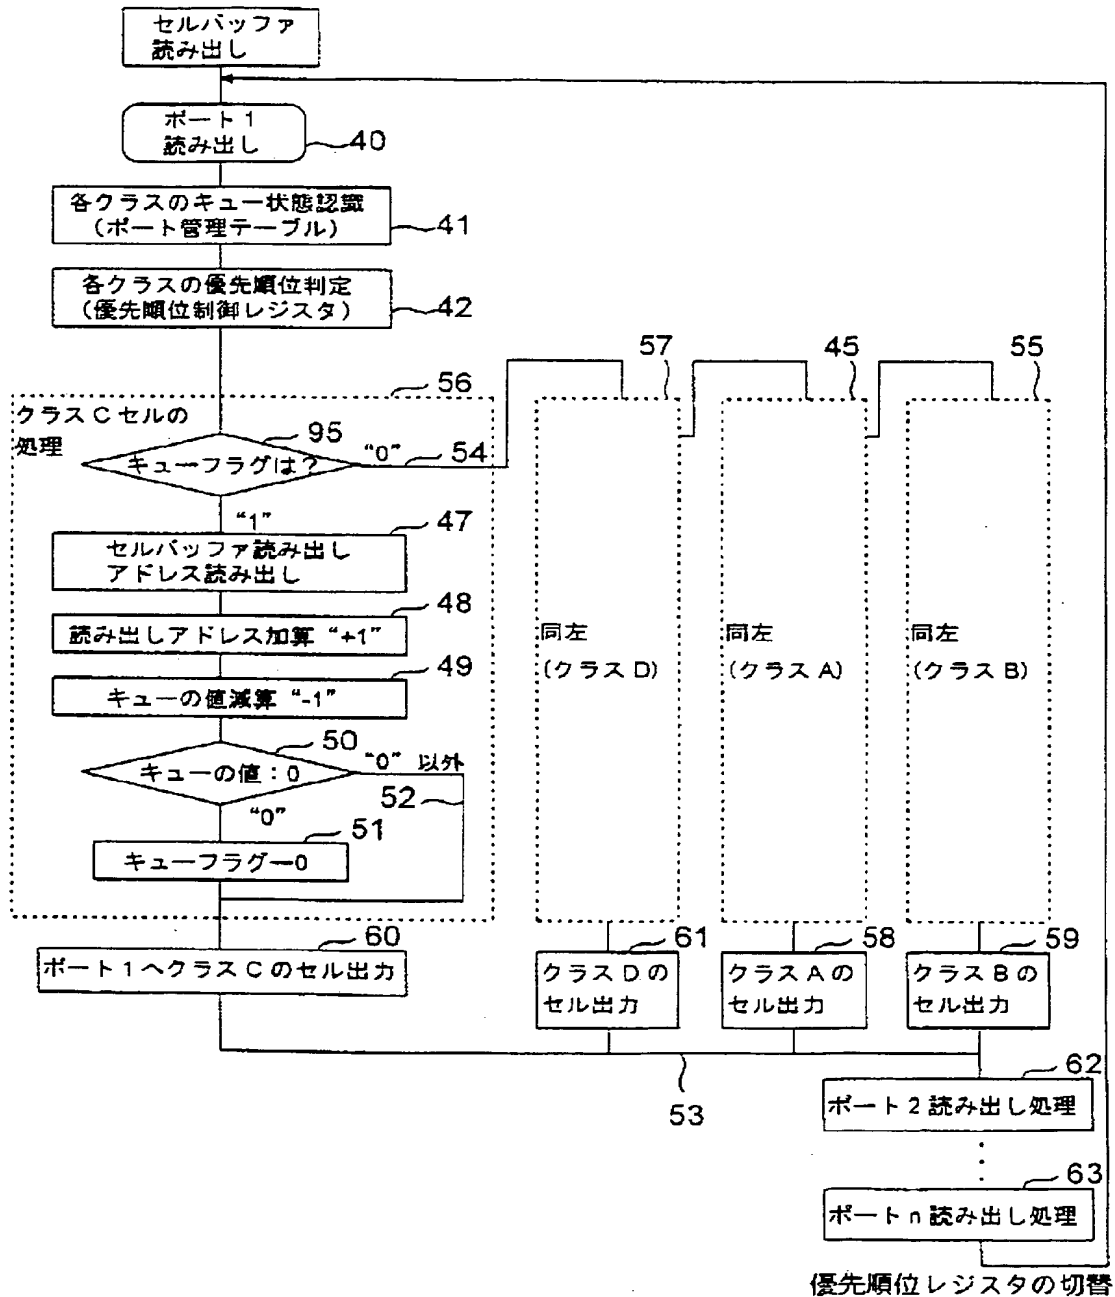 セルバッファ
読み出し
ポート1
読み出し
40
各クラスのキュー状態認識
（ポート管理テーブル）
41
各クラスの優先順位判定
（優先順位制御レジスタ）
42
57
45
55
56
クラスCセルの
処理
95
キューフラグは？
“0”
54
“1”
47
セルバッファ読み出し
アドレス読み出し
48
読み出しアドレス加算 “+1”
49
キューの値減算 “-1”
50
キューの値：0
“0” 以外
52
“0”
51
キューフラグー0
同左
（クラスD）
同左
（クラスA）
同左
（クラスB）
60
ポート1へクラスCのセル出力
61
クラスDの
セル出力
58
クラスAの
セル出力
59
クラスBの
セル出力
53
62
ポート2読み出し処理
63
ポートn読み出し処理
優先順位レジスタの切替